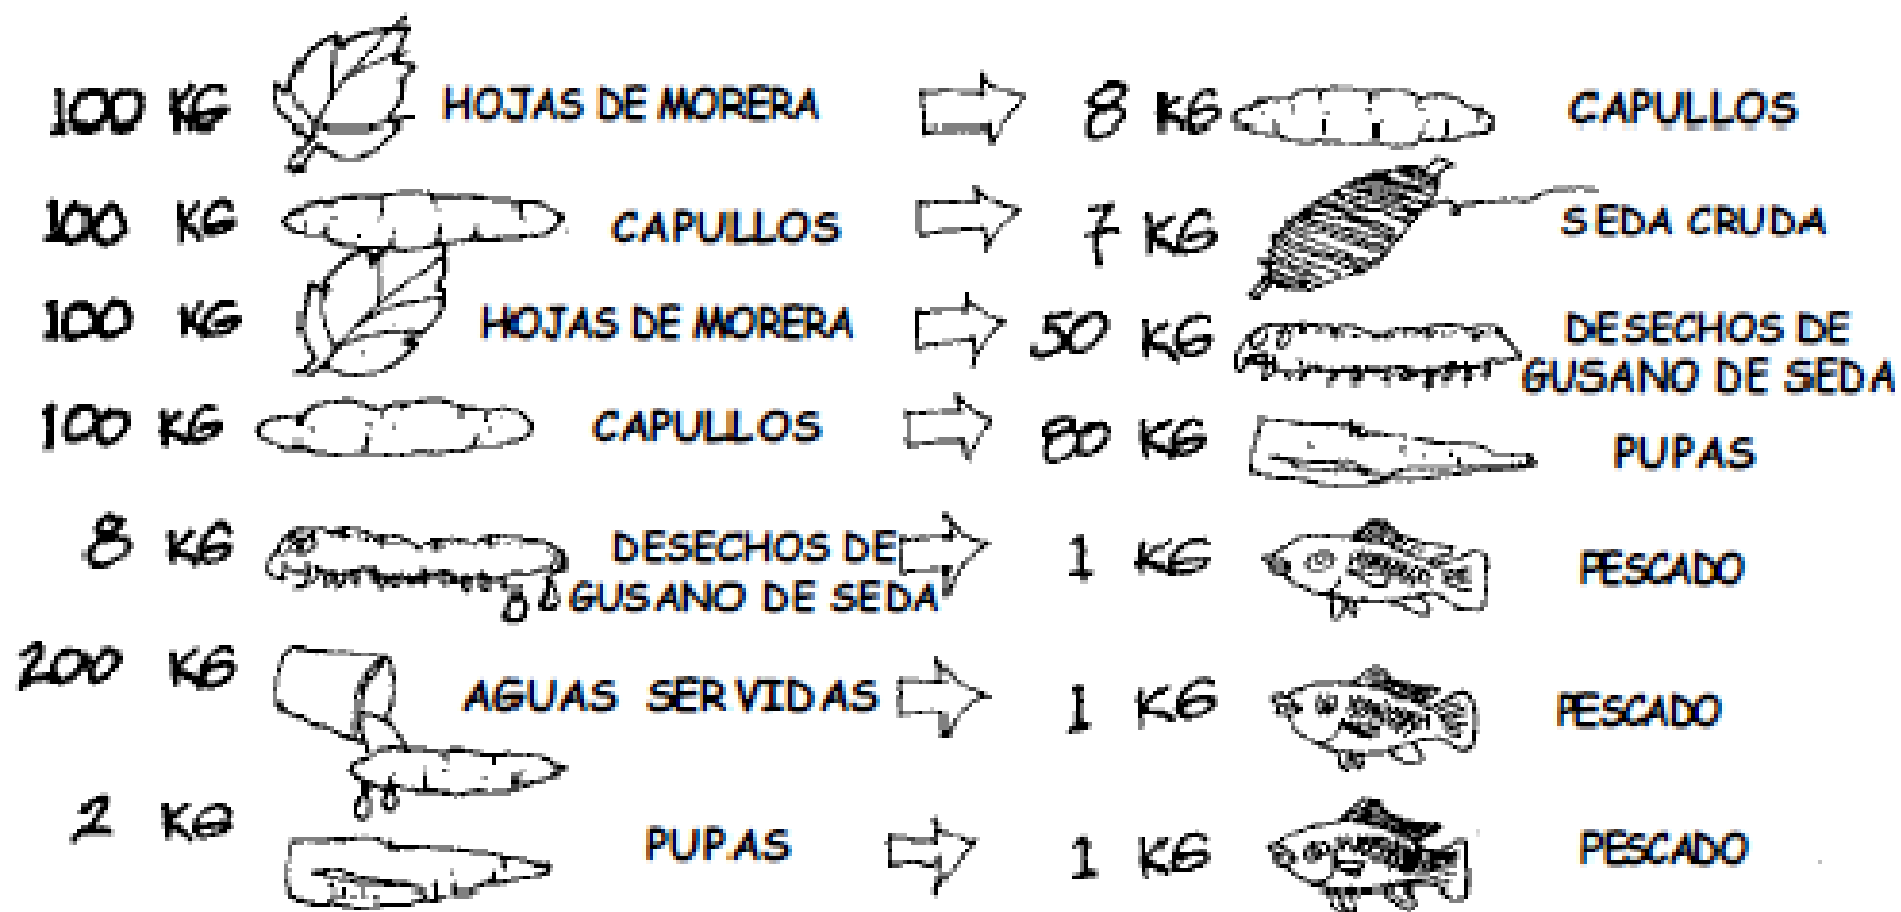 100 KG HOJAS DE MORERA 8 KG CAPULLOS
100 KG CAPULLOS 7 KG SEDA CRUDA
100 KG HOJAS DE MORERA 50 KG DESECHOS DE
GUSANO DE SEDA
100 KG CAPULLOS 80 KG PUPAS
8 KG DESECHOS DE 1 KG PESCADO
GUSANO DE SEDA
200 KG AGUAS SERVIDAS 1 KG PESCADO
2 KG PUPAS 1 KG PESCADO